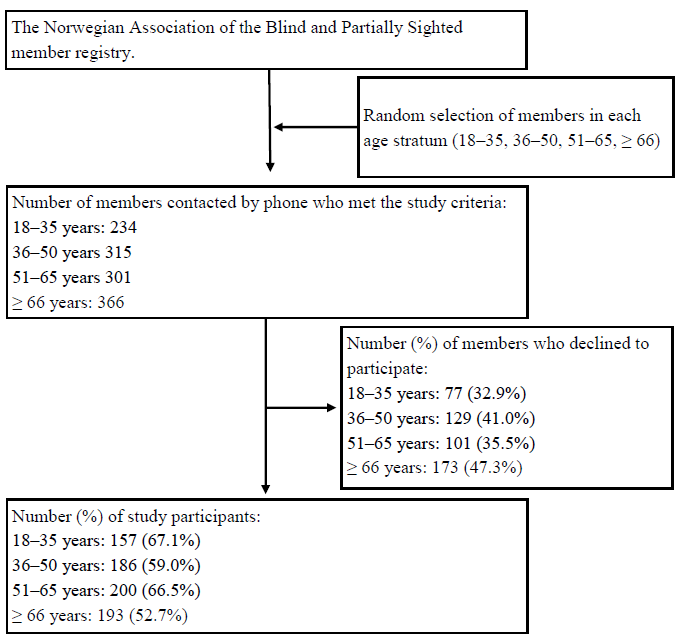 The Norwegian Association of the Blind and Partially Sighted
member registry.
Random selection of members in each
age stratum (18–35, 36–50, 51–65, ≥ 66)
Number of members contacted by phone who met the study criteria:
18–35 years: 234
36–50 years 315
51–65 years 301
≥ 66 years: 366
Number (%) of members who declined to
participate:
18–35 years: 77 (32.9%)
36–50 years: 129 (41.0%)
51–65 years: 101 (35.5%)
≥ 66 years: 173 (47.3%)
Number (%) of study participants:
18–35 years: 157 (67.1%)
36–50 years: 186 (59.0%)
51–65 years: 200 (66.5%)
≥ 66 years: 193 (52.7%)